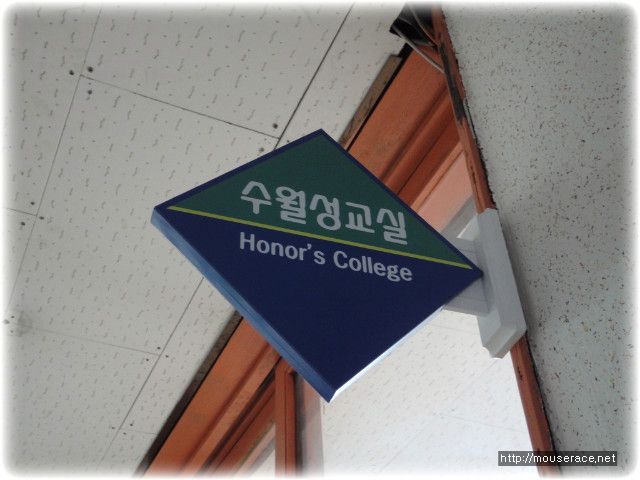 수월성교실
Honor's College
http://mouserace.net